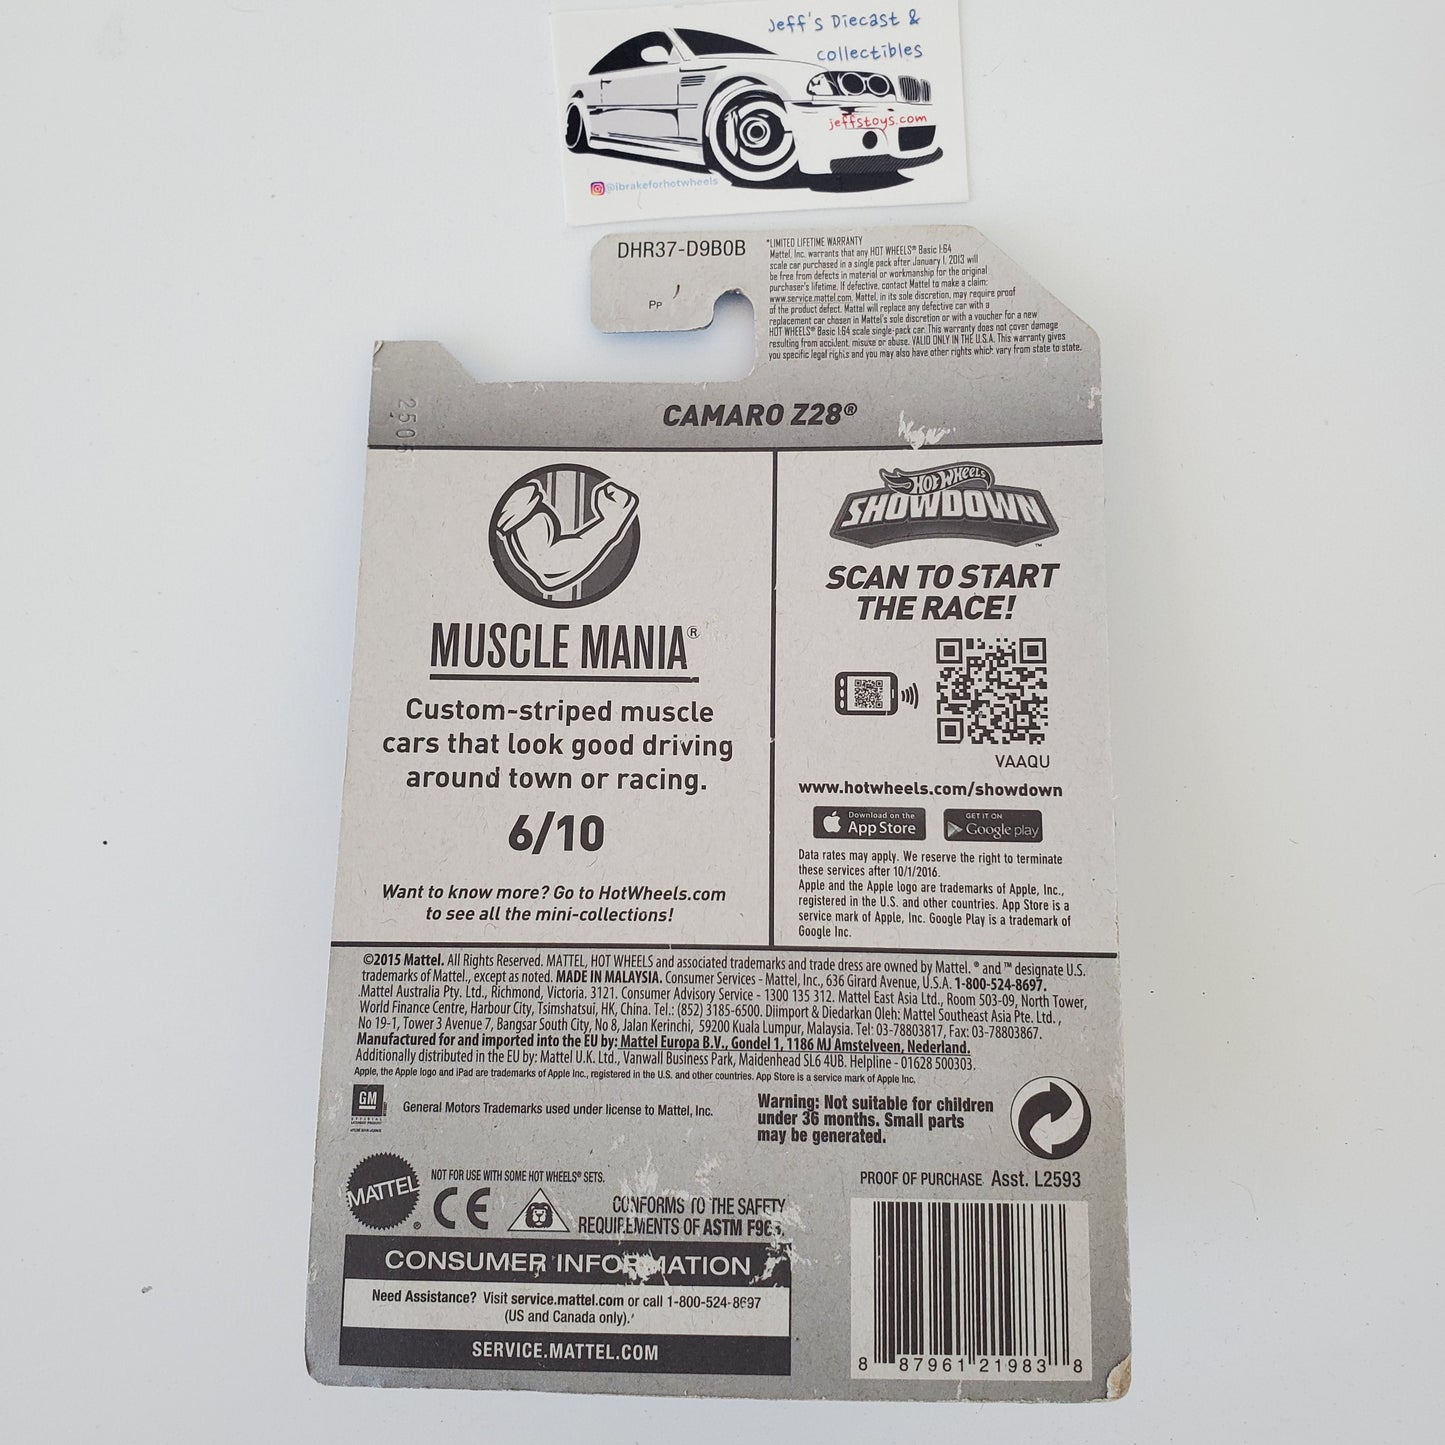 Jeff's Diecast &
collectibles
jeffstoys.com
@ibrakeforhotwheels
DHR37-D9B0B
Pp
*LIMITED LIFETIME WARRANTY
Mattel, Inc. warrants that any HOT WHEELS® Basic 1:64
scale car purchased in a single pack after January 1, 2013 will
be free from defects in material or workmanship for the original
purchaser's lifetime. If defective, contact Mattel to make a claim:
www.service.mattel.com. Mattel, in its sole discretion, may require proof
of the product defect. Mattel will replace any defective car with a
replacement car chosen in Mattel's sole discretion or with a voucher for a new
HOT WHEELS® Basic 1:64 scale single-pack car. This warranty does not cover damage
resulting from accident, misuse or abuse. VALID ONLY IN THE U.S.A. This warranty gives
you specific legal rights and you may also have other rights which vary from state to state.
CAMARO Z28®
MUSCLE MANIA®
Custom-striped muscle
cars that look good driving
around town or racing.
6/10
Want to know more? Go to HotWheels.com
to see all the mini-collections!
HOT WHEELS
SHOWDOWN™
SCAN TO START
THE RACE!
VAAQU
www.hotwheels.com/showdown
Download on the
App Store
GET IT ON
Google play
Data rates may apply. We reserve the right to terminate
these services after 10/1/2016.
Apple and the Apple logo are trademarks of Apple, Inc.,
registered in the U.S. and other countries. App Store is a
service mark of Apple, Inc. Google Play is a trademark of
Google Inc.
©2015 Mattel. All Rights Reserved. MATTEL, HOT WHEELS and associated trademarks and trade dress are owned by Mattel. ® and ™ designate U.S.
trademarks of Mattel., except as noted. MADE IN MALAYSIA. Consumer Services - Mattel, Inc., 636 Girard Avenue, U.S.A. 1-800-524-8697.
Mattel Australia Pty. Ltd., Richmond, Victoria. 3121. Consumer Advisory Service - 1300 135 312. Mattel East Asia Ltd., Room 503-09, North Tower,
World Finance Centre, Harbour City, Tsimshatsui, HK, China. Tel.: (852) 3185-6500. Diimport & Diedarkan Oleh: Mattel Southeast Asia Pte. Ltd.,
No 19-1, Tower 3 Avenue 7, Bangsar South City, No 8, Jalan Kerinchi, 59200 Kuala Lumpur, Malaysia. Tel: 03-78803817, Fax: 03-78803867.
Manufactured for and imported into the EU by: Mattel Europa B.V., Gondel 1, 1186 MJ Amstelveen, Nederland.
Additionally distributed in the EU by: Mattel U.K. Ltd., Vanwall Business Park, Maidenhead SL6 4UB. Helpline - 01628 500303.
Apple, the Apple logo and iPad are trademarks of Apple Inc., registered in the U.S. and other countries. App Store is a service mark of Apple Inc.
GM
General Motors Trademarks used under license to Mattel, Inc.
Warning: Not suitable for children
under 36 months. Small parts
may be generated.
MATTEL®
NOT FOR USE WITH SOME HOT WHEELS® SETS.
CE
CONFORMS TO THE SAFETY
REQUIREMENTS OF ASTM
PROOF OF PURCHASE Asst. L2593
CONSUMER INFORMATION
Need Assistance? Visit service.mattel.com or call 1-800-524-8697
(US and Canada only).
SERVICE.MATTEL.COM
8 87961 21983 8